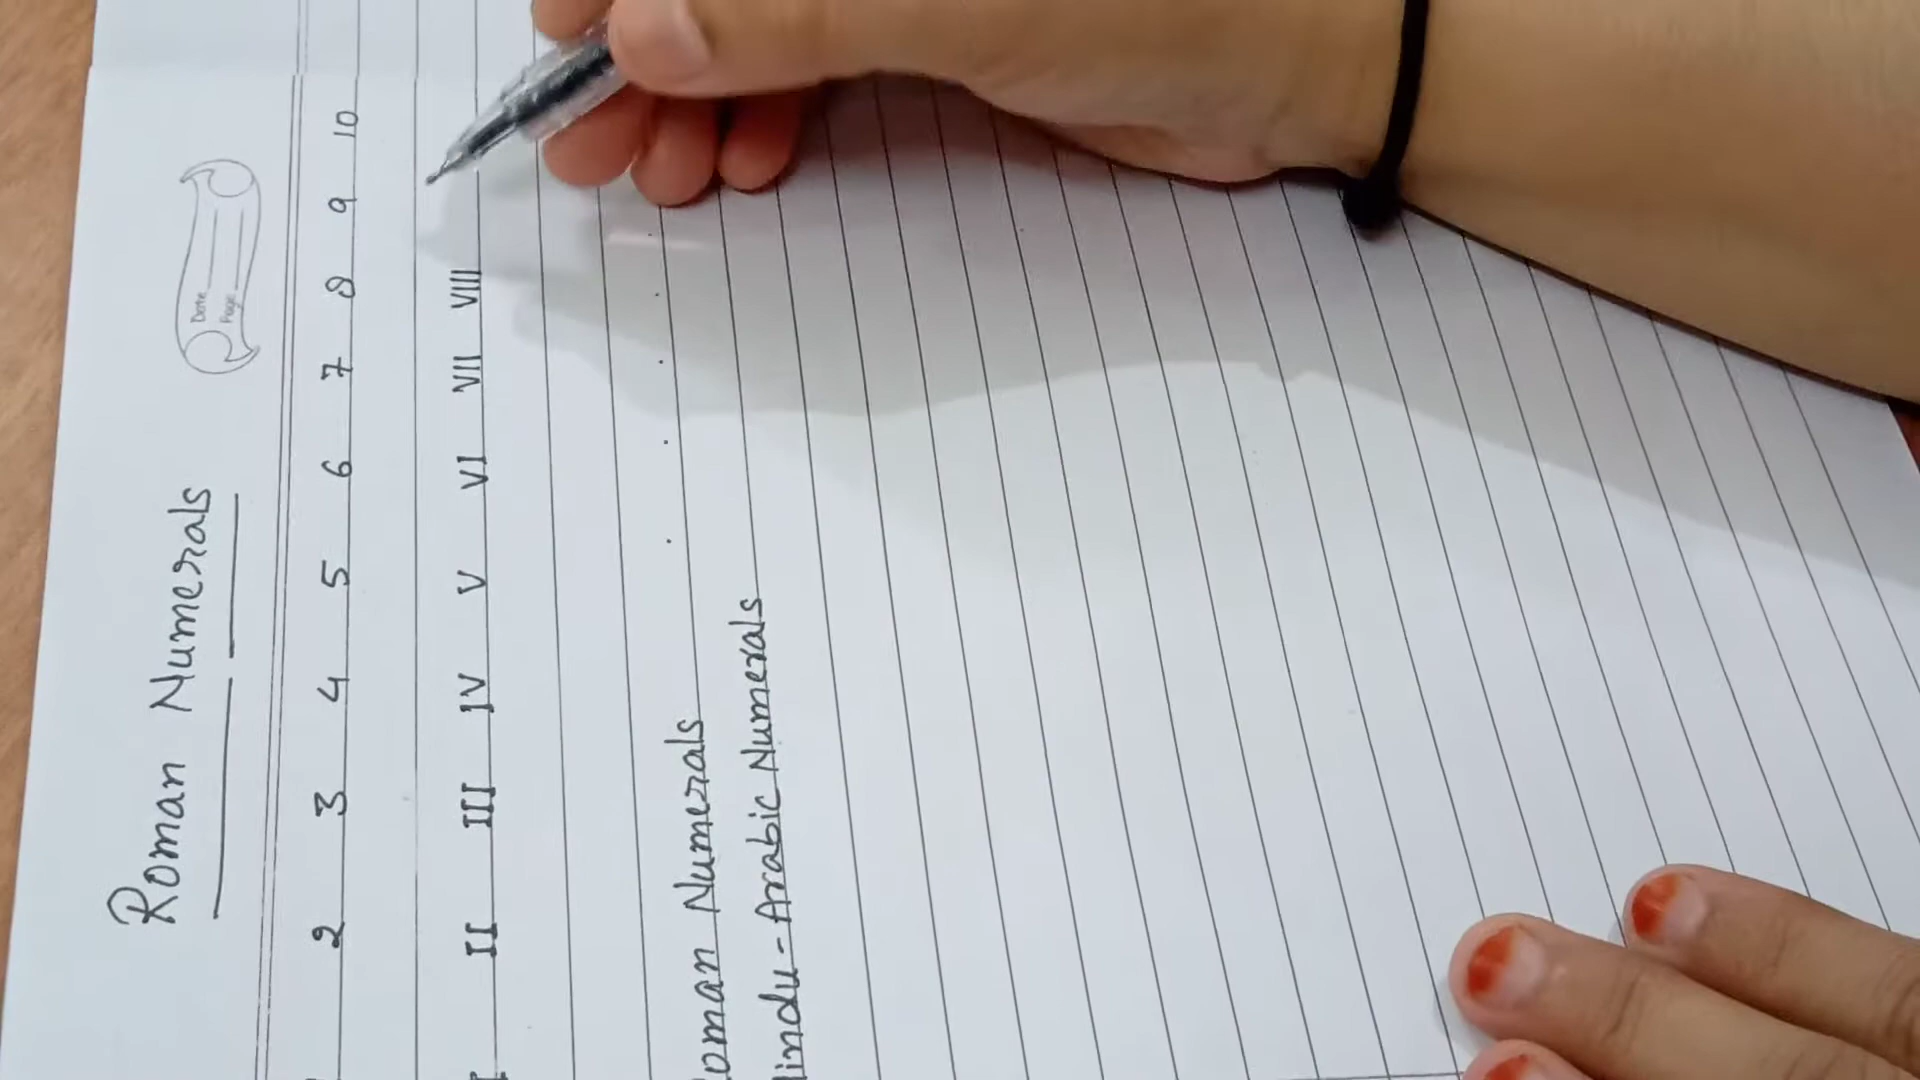 Date
Page
Roman Numerals
2 3 4 5 6 7 8 9 10
II III IV V VI VII VIII
oman Numerals
indu - Arabic Numerals